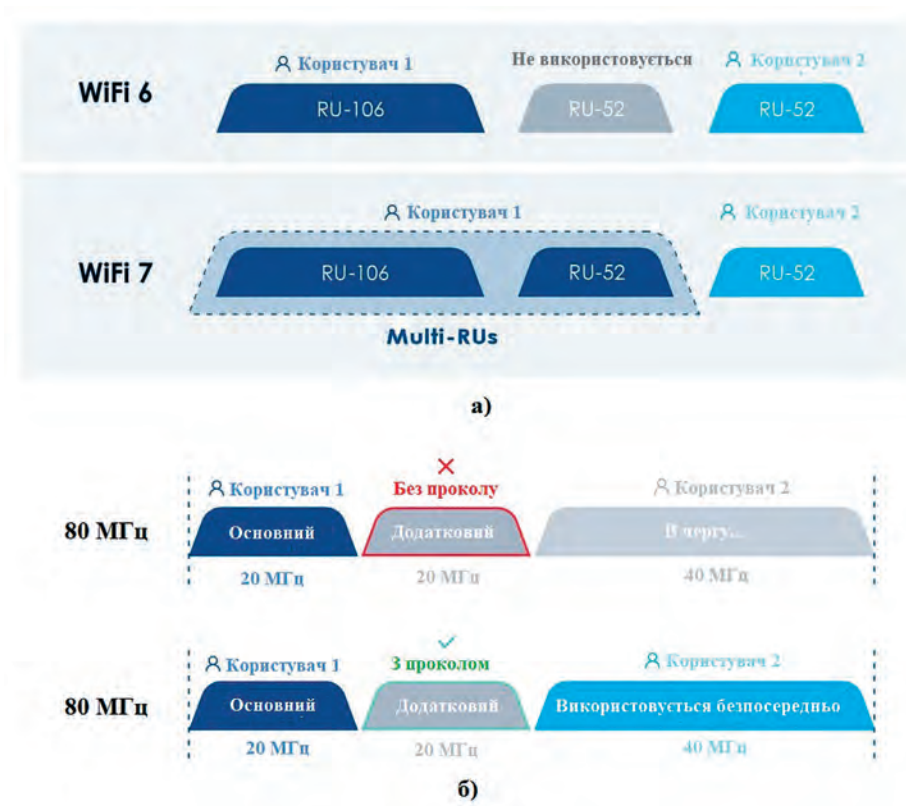 Користувач 1 Не використовується Користувач 2
WiFi 6 RU-106 RU-52 RU-52
Користувач 1 Користувач 2
WiFi 7 RU-106 RU-52 RU-52
Multi-RUs
а)
Користувач 1 Без проколу Користувач 2
80 МГц Основний Додатковий В чергу...
20 МГц 20 МГц 40 МГц
Користувач 1 З проколом Користувач 2
80 МГц Основний Додатковий Використовується безпосередньо
20 МГц 20 МГц 40 МГц
б)